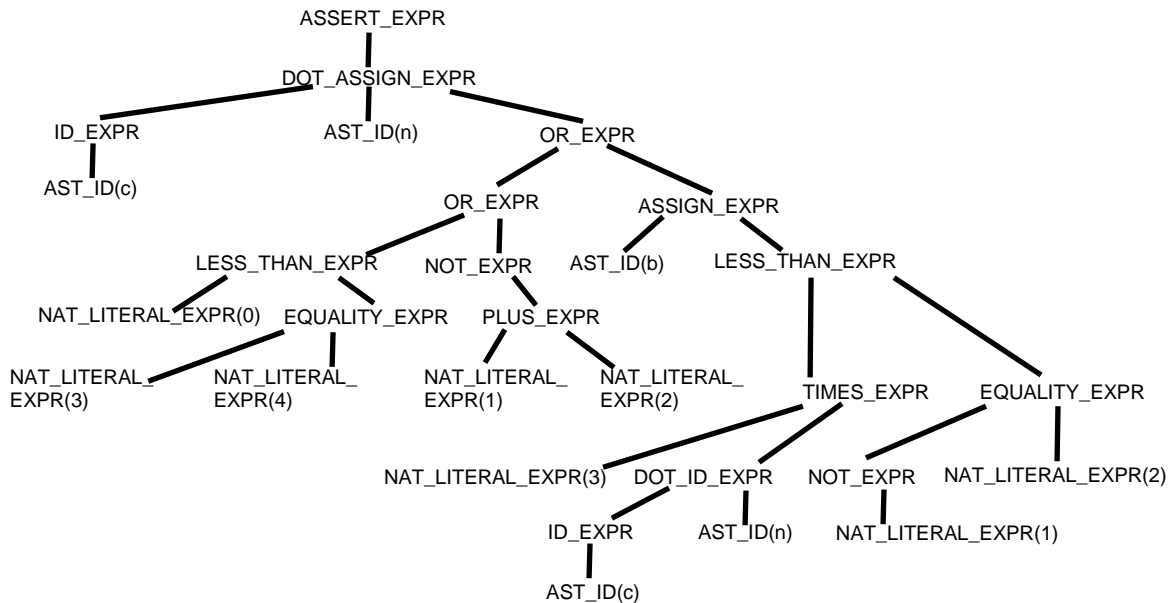 ASSERT_EXPR
DOT_ASSIGN_EXPR
ID_EXPR
AST_ID(n)
OR_EXPR
AST_ID(c)
OR_EXPR
ASSIGN_EXPR
LESS_THAN_EXPR
NOT_EXPR
AST_ID(b)
LESS_THAN_EXPR
NAT_LITERAL_EXPR(0)
EQUALITY_EXPR
PLUS_EXPR
NAT_LITERAL_
EXPR(3)
NAT_LITERAL_
EXPR(4)
NAT_LITERAL_
EXPR(1)
NAT_LITERAL_
EXPR(2)
TIMES_EXPR
EQUALITY_EXPR
NAT_LITERAL_EXPR(3)
DOT_ID_EXPR
NOT_EXPR
NAT_LITERAL_EXPR(2)
ID_EXPR
AST_ID(n)
NAT_LITERAL_EXPR(1)
AST_ID(c)